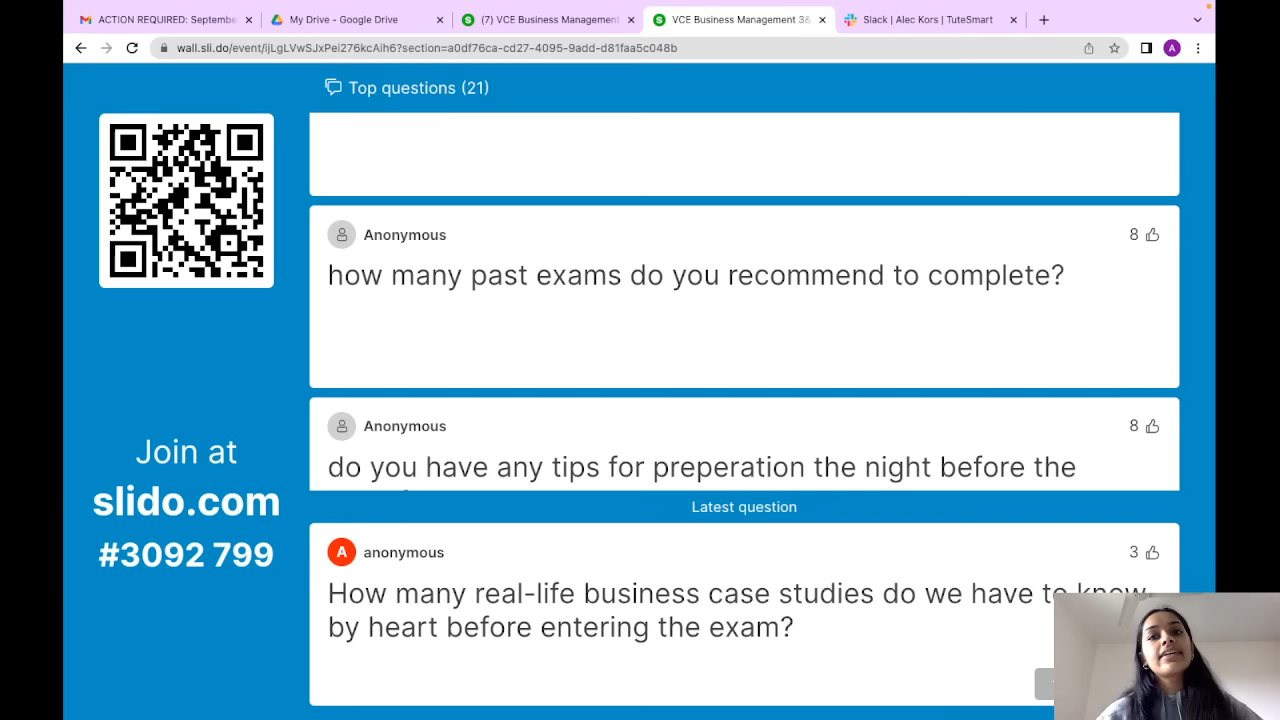 ACTION REQUIRED: Septembe
My Drive - Google Drive
(7) VCE Business Management
VCE Business Management 3&
Slack | Alec Kors | TuteSmart
wall.sli.do/event/ijLgLVwSJxPei276kcAih6?section=a0df76ca-cd27-4095-9add-d81faa5c048b
A
Top questions (21)
Anonymous
8
how many past exams do you recommend to complete?
Anonymous
8
do you have any tips for preperation the night before the
Join at
slido.com
#3092 799
Latest question
A
anonymous
3
How many real-life business case studies do we have to know
by heart before entering the exam?